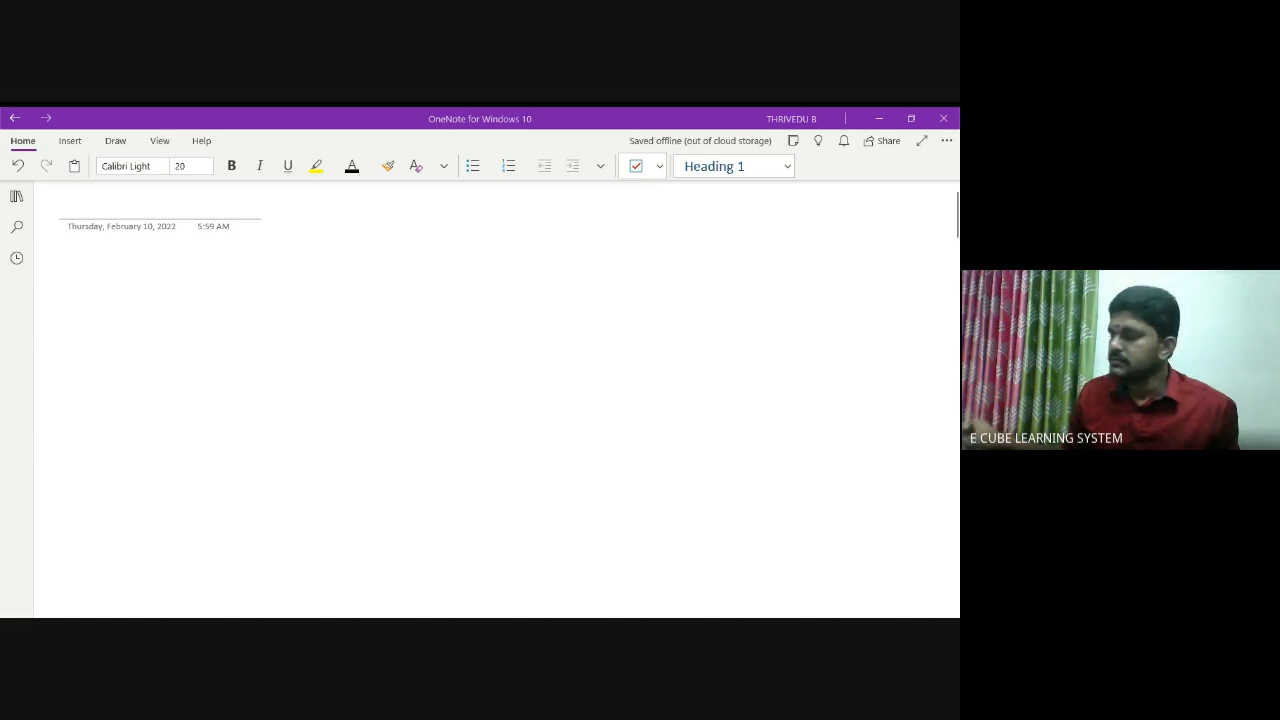 OneNote for Windows 10
THRIVEDU B
Home Insert Draw View Help
Saved offline (out of cloud storage)
Share
Calibri Light 20 B I U A A
Heading 1
Thursday, February 10, 2022 5:59 AM
E CUBE LEARNING SYSTEM